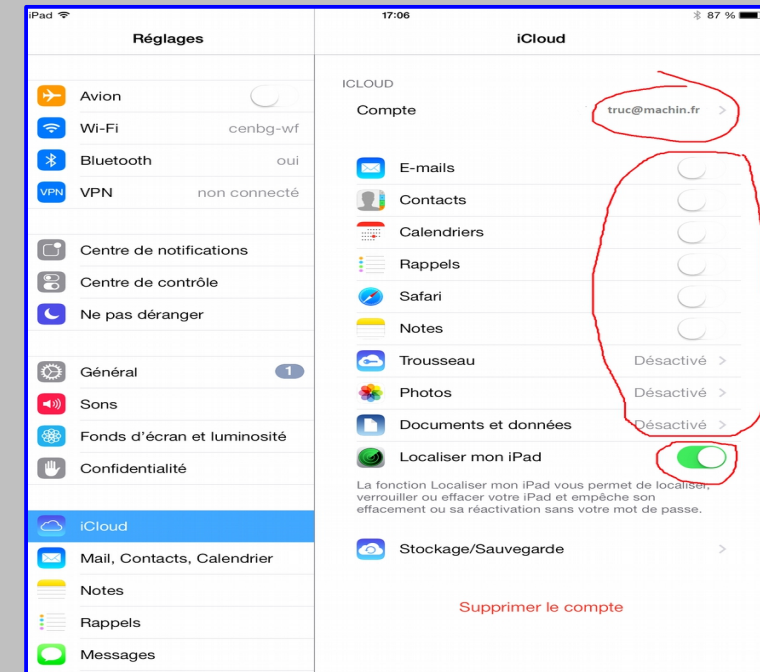 iPad 17:06 87 %
Réglages
iCloud
Avion
Wi-Fi cenbg-wf
Bluetooth oui
VPN VPN non connecté
Centre de notifications
Centre de contrôle
Ne pas déranger
Général 1
Sons
Fonds d'écran et luminosité
Confidentialité
iCloud
Mail, Contacts, Calendrier
Notes
Rappels
Messages
ICLOUD
Compte truc@machin.fr >
E-mails
Contacts
Calendriers
Rappels
Safari
Notes
Trousseau Désactivé >
Photos Désactivé >
Documents et données Désactivé >
Localiser mon iPad
La fonction Localiser mon iPad vous permet de localiser,
verrouiller ou effacer votre iPad et empêche son
effacement ou sa réactivation sans votre mot de passe.
Stockage/Sauvegarde >
Supprimer le compte